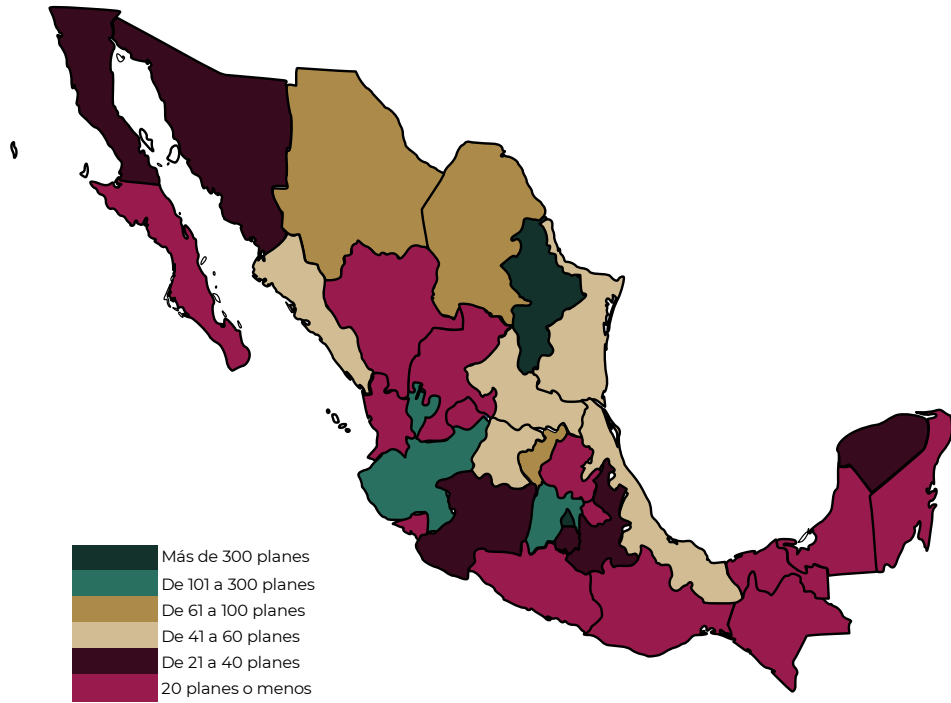 Más de 300 planes
De 101 a 300 planes
De 61 a 100 planes
De 41 a 60 planes
De 21 a 40 planes
20 planes o menos